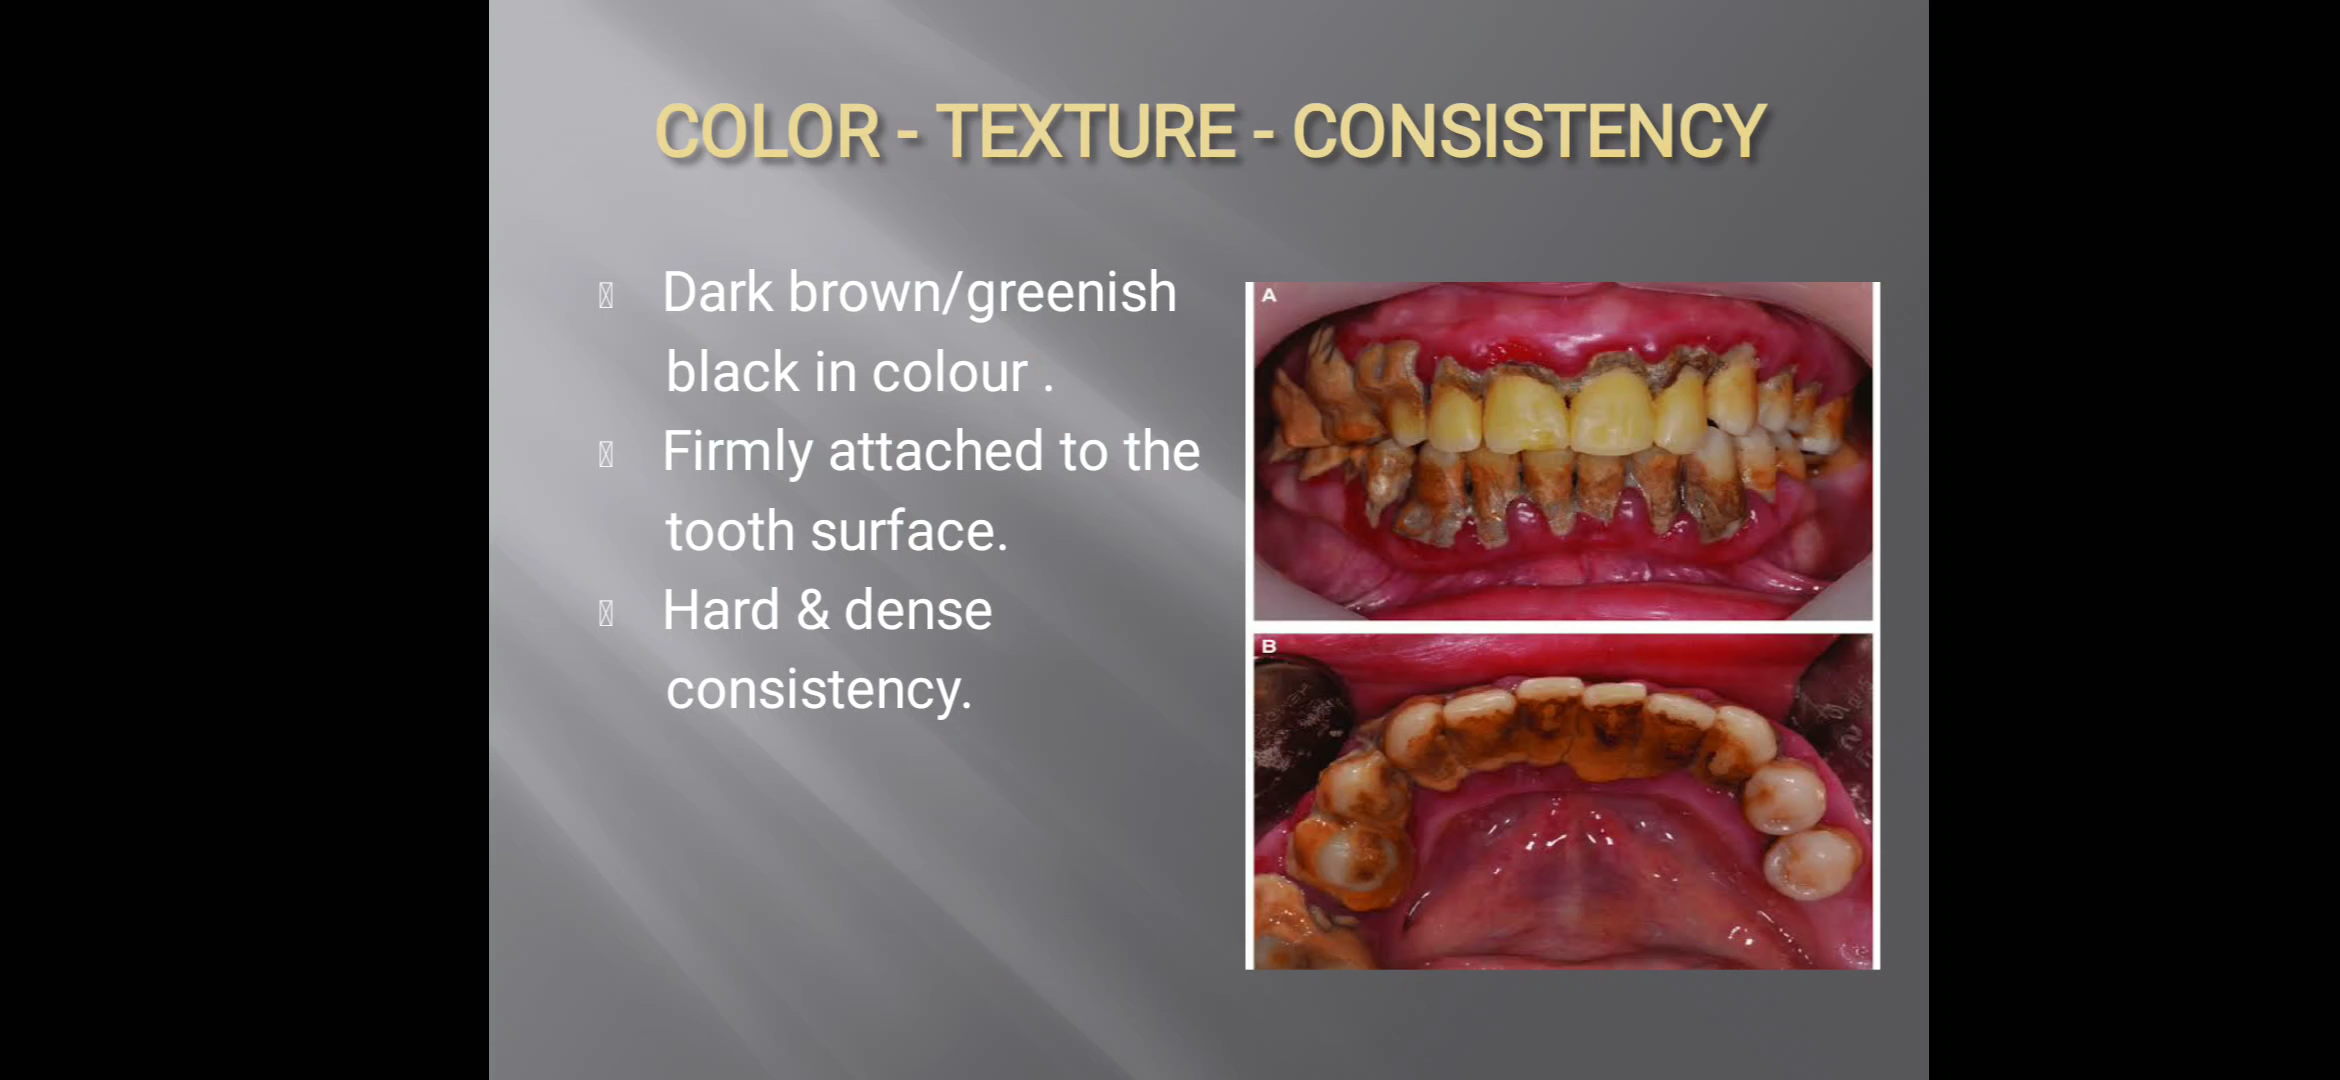 COLOR - TEXTURE - CONSISTENCY
Dark brown/greenish
black in colour .
Firmly attached to the
tooth surface.
Hard & dense
consistency.
A
B